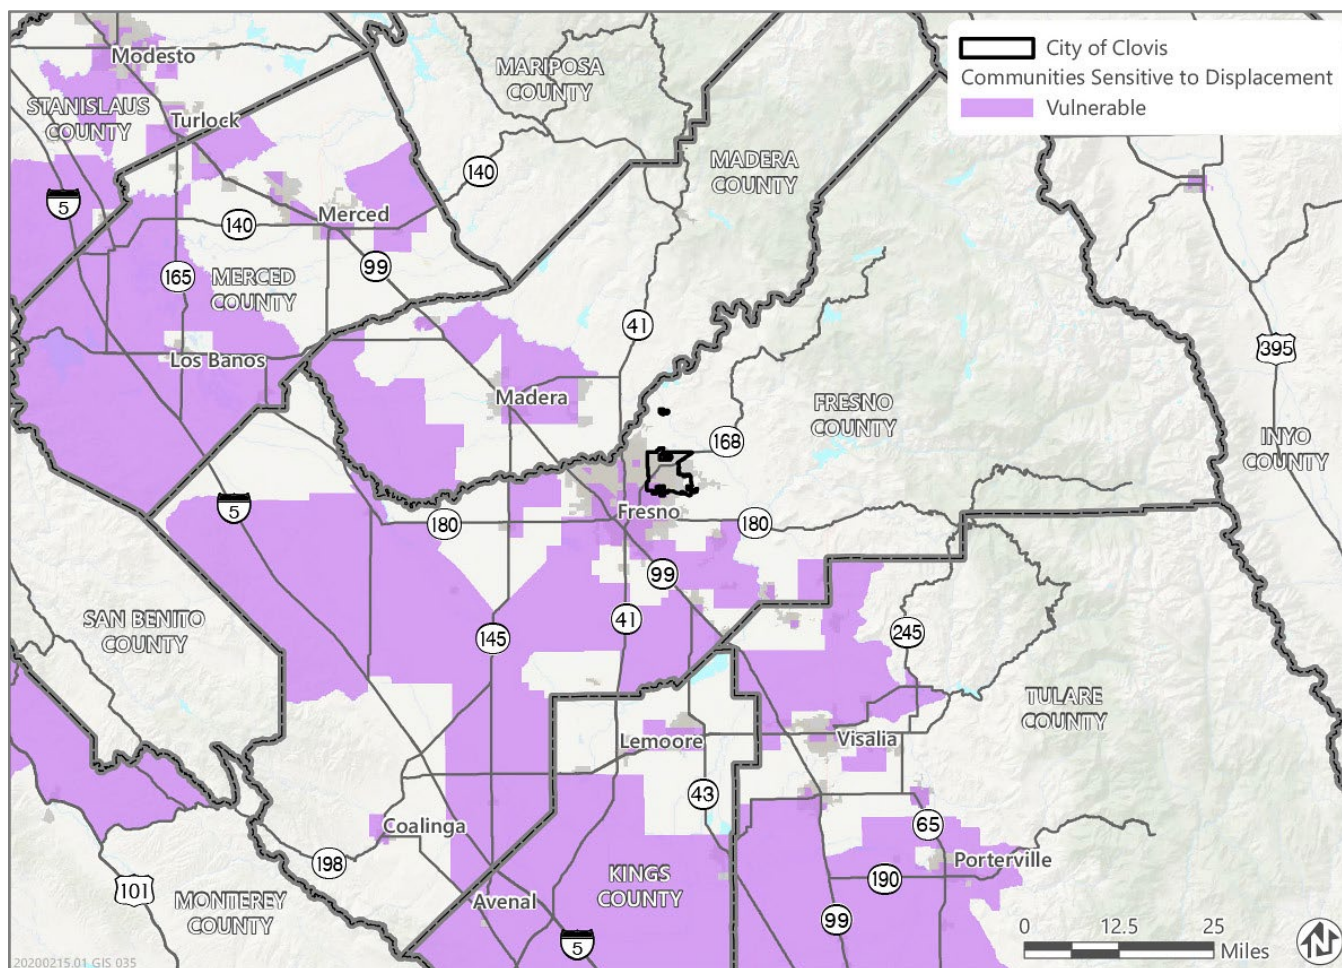 City of Clovis
Communities Sensitive to Displacement
Vulnerable
Modesto
MARIPOSA
COUNTY
STANISLAUS
COUNTY
Turlock
MADERA
COUNTY
140
5
Merced
140
99
165
MERCED
COUNTY
41
395
Los Banos
Madera
FRESNO
COUNTY
168
INYO
COUNTY
5
180
Fresno
180
99
SAN BENITO
COUNTY
145
41
245
TULARE
COUNTY
Lemoore
Visalia
43
Coalinga
65
198
Porterville
101
MONTEREY
COUNTY
KINGS
COUNTY
190
Avenal
99
5
0
12.5
25
Miles
N
20200215.01 GIS 035